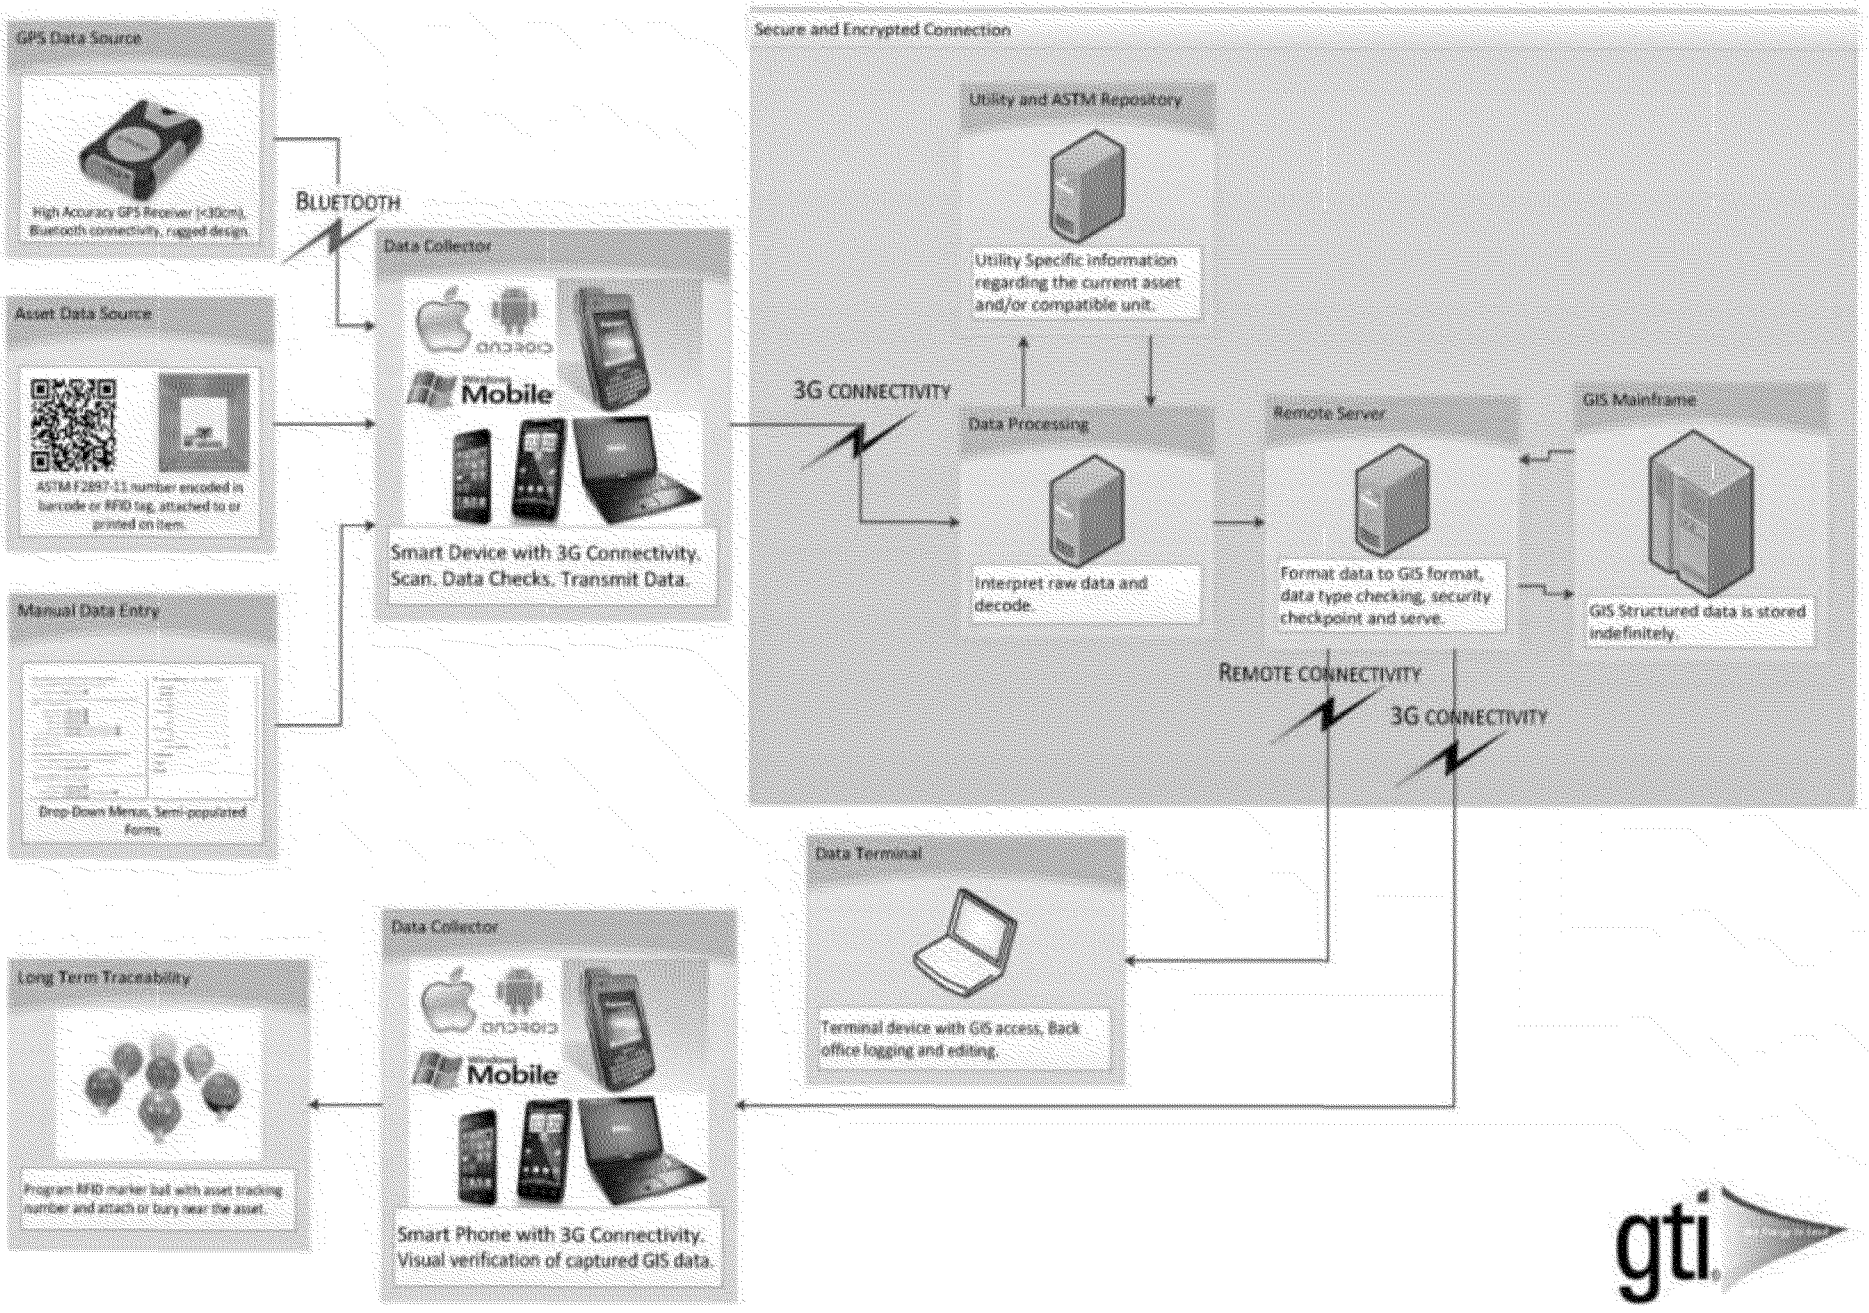 GPS Data Source
High Accuracy GPS Receiver (<30cm),
Bluetooth connectivity, rugged design.
BLUETOOTH
Asset Data Source
ASTM F2897-11 number encoded in
barcode or RFID tag, attached to or
printed on item.
Manual Data Entry
Drop-Down Menus, Semi-populated
Forms
Data Collector
ANDROID
Windows
Mobile
Smart Device with 3G Connectivity.
Scan. Data Checks. Transmit Data.
3G CONNECTIVITY
Secure and Encrypted Connection
Utility and ASTM Repository
Utility Specific information
regarding the current asset
and/or compatible unit.
Data Processing
Interpret raw data and
decode.
Remote Server
Format data to GIS format,
data type checking, security
checkpoint and serve.
GIS Mainframe
GIS Structured data is stored
indefinitely.
REMOTE CONNECTIVITY
3G CONNECTIVITY
Data Terminal
Terminal device with GIS access, Back
office logging and editing.
Data Collector
ANDROID
Windows
Mobile
Smart Phone with 3G Connectivity.
Visual verification of captured GIS data.
Long Term Traceability
Program RFID marker ball with asset tracking
number and attach or bury near the asset.
gti